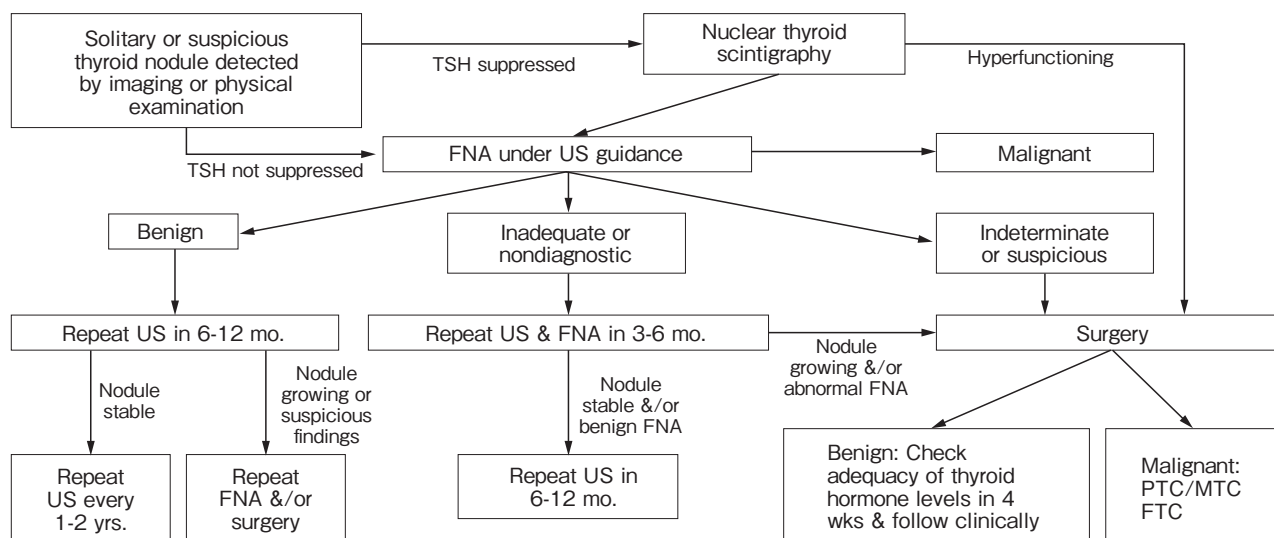 Solitary or suspicious
thyroid nodule detected
by imaging or physical
examination
TSH suppressed
Nuclear thyroid
scintigraphy
Hyperfunctioning
TSH not suppressed
FNA under US guidance
Malignant
Benign
Inadequate or
nondiagnostic
Indeterminate
or suspicious
Repeat US in 6-12 mo.
Repeat US & FNA in 3-6 mo.
Nodule
growing &/or
abnormal FNA
Surgery
Nodule
stable
Nodule
growing or
suspicious
findings
Nodule
stable &/or
benign FNA
Repeat
US every
1-2 yrs.
Repeat
FNA &/or
surgery
Repeat US in
6-12 mo.
Benign: Check
adequacy of thyroid
hormone levels in 4
wks & follow clinically
Malignant:
PTC/MTC
FTC